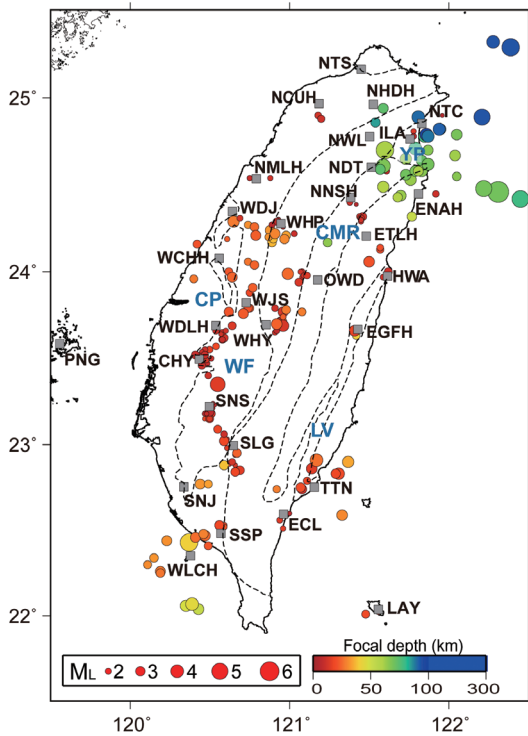 NTS
25°
NCUH
NHDH
NTC
NWL
ILA
YP
NDT
NMLH
NNSH
ENAH
WDJ
WHP
CMR
ETLH
WCHH
24°
OWD
HWA
CP
WJS
WDLH
WHY
EGFH
PNG
CHY
WF
SNS
23°
SLG
LV
SNJ
TTN
ECL
SSP
WLCH
22°
LAY
Focal depth (km)
ML 2 3 4 5 6
0 50 100 300
120° 121° 122°